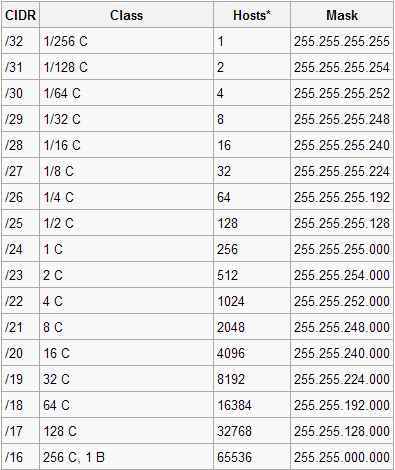 CIDR Class Hosts* Mask
/32 1/256 C 1 255.255.255.255
/31 1/128 C 2 255.255.255.254
/30 1/64 C 4 255.255.255.252
/29 1/32 C 8 255.255.255.248
/28 1/16 C 16 255.255.255.240
/27 1/8 C 32 255.255.255.224
/26 1/4 C 64 255.255.255.192
/25 1/2 C 128 255.255.255.128
/24 1 C 256 255.255.255.000
/23 2 C 512 255.255.254.000
/22 4 C 1024 255.255.252.000
/21 8 C 2048 255.255.248.000
/20 16 C 4096 255.255.240.000
/19 32 C 8192 255.255.224.000
/18 64 C 16384 255.255.192.000
/17 128 C 32768 255.255.128.000
/16 256 C, 1 B 65536 255.255.000.000